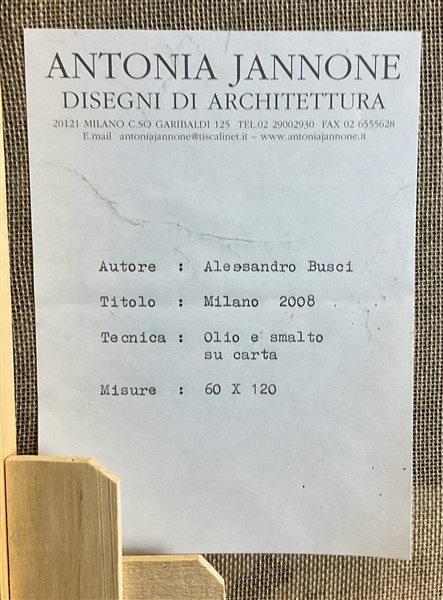 ANTONIA JANNONE
DISEGNI DI ARCHITETTURA
20121 MILANO C.SO GARIBALDI 125 TEL.02 29002930 FAX 02 6555628
E.mail antoniajannone@tiscalinet.it – www.antoniajannone.it
Autore : Alessandro Busci
Titolo : Milano 2008
Tecnica : Olio e smalto
su carta
Misure : 60 X 120